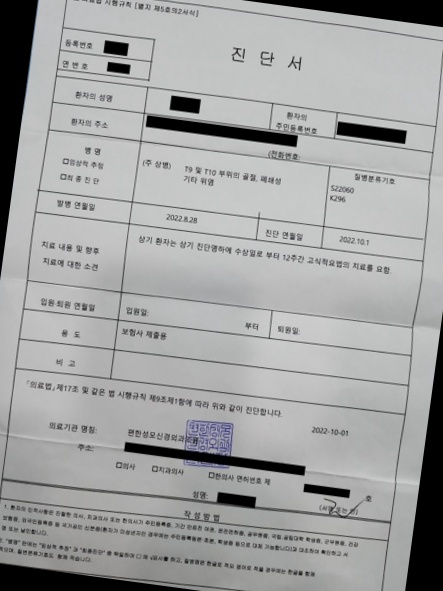 의료법 시행규칙 [별지 제5호의2서식]
등록번호
연 번 호
진 단 서
환자의 성명
환자의
주민등록번호
환자의 주소
(전화번호:
병 명
☐임상적 추정
☐최 종 진 단
(주 상병)
T9 및 T10 부위의 골절, 폐쇄성
기타 위염
질병분류기호
S22060
K296
발병 연월일
2022.8.28
진단 연월일
2022.10.1
치료 내용 및 향후
치료에 대한 소견
상기 환자는 상기 진단명하에 수상일로 부터 12주간 고식적요법의 치료를 요함.
입원·퇴원 연월일
입원일:
부터
퇴원일:
용 도
보험사 제출용
비 고
「의료법」 제17조 및 같은 법 시행규칙 제9조제1항에 따라 위와 같이 진단합니다.
2022-10-01
의료기관 명칭:
편한성모신경외과의원
주소:
☐의사 ☐치과의사 ☐한의사 면허번호 제 호
성명:
(서명 또는 인)
작 성 방 법